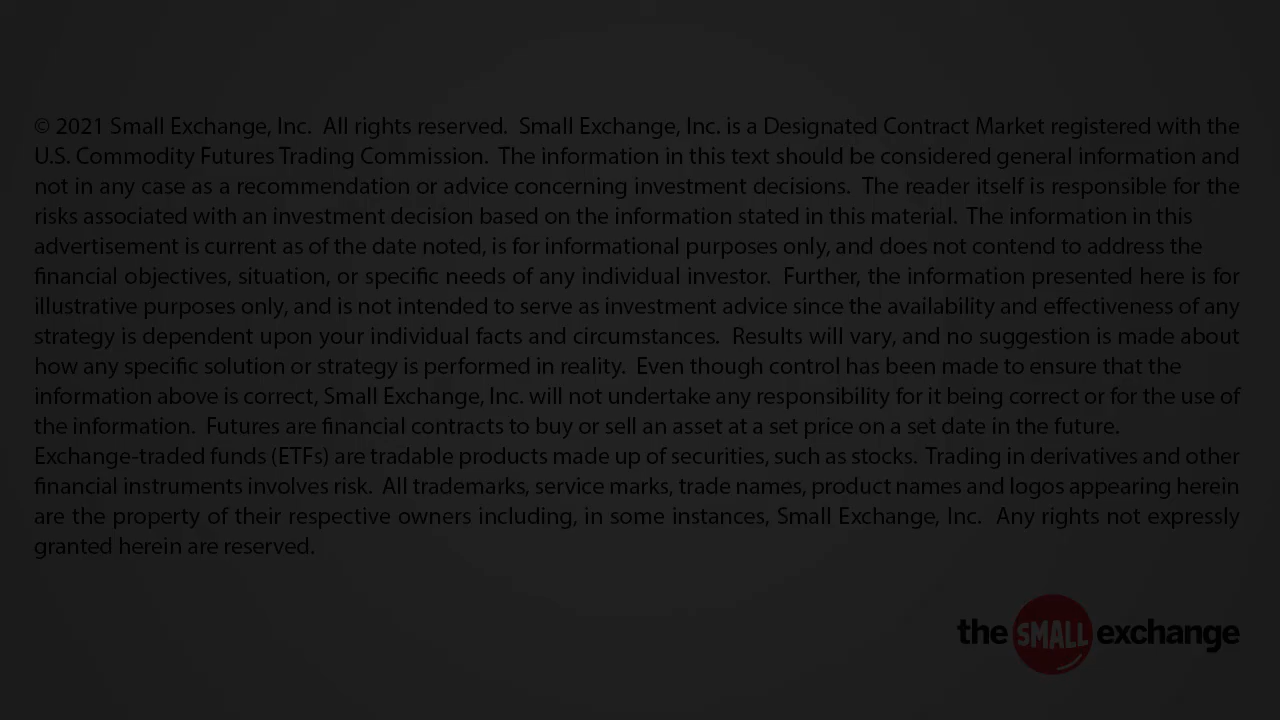 © 2021 Small Exchange, Inc.  All rights reserved.  Small Exchange, Inc. is a Designated Contract Market registered with the
U.S. Commodity Futures Trading Commission.  The information in this text should be considered general information and
not in any case as a recommendation or advice concerning investment decisions.  The reader itself is responsible for the
risks associated with an investment decision based on the information stated in this material.  The information in this
advertisement is current as of the date noted, is for informational purposes only, and does not contend to address the
financial objectives, situation, or specific needs of any individual investor.  Further, the information presented here is for
illustrative purposes only, and is not intended to serve as investment advice since the availability and effectiveness of any
strategy is dependent upon your individual facts and circumstances.  Results will vary, and no suggestion is made about
how any specific solution or strategy is performed in reality.  Even though control has been made to ensure that the
information above is correct, Small Exchange, Inc. will not undertake any responsibility for it being correct or for the use of
the information.  Futures are financial contracts to buy or sell an asset at a set price on a set date in the future.
Exchange-traded funds (ETFs) are tradable products made up of securities, such as stocks.  Trading in derivatives and other
financial instruments involves risk.  All trademarks, service marks, trade names, product names and logos appearing herein
are the property of their respective owners including, in some instances, Small Exchange, Inc.  Any rights not expressly
granted herein are reserved.
the SMALL exchange